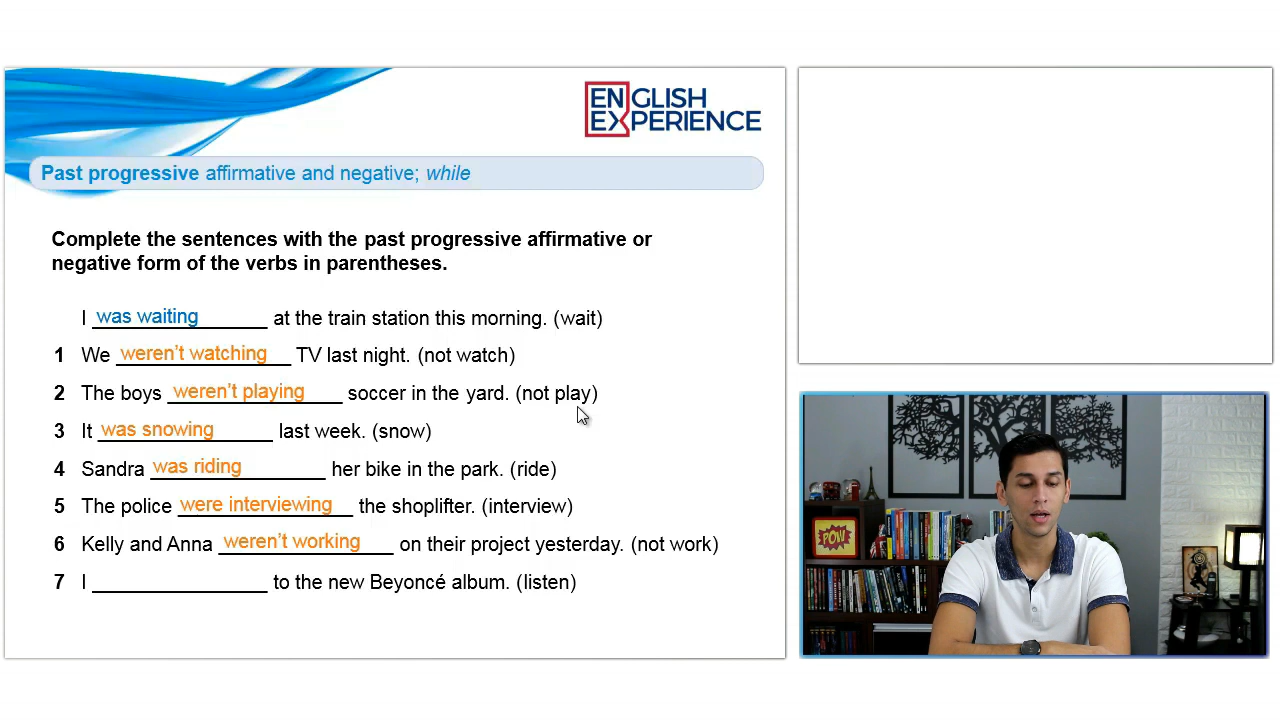 ENGLISH
EXPERIENCE
Past progressive affirmative and negative; while
Complete the sentences with the past progressive affirmative or
negative form of the verbs in parentheses.
I was waiting at the train station this morning. (wait)
1 We weren't watching TV last night. (not watch)
2 The boys weren't playing soccer in the yard. (not play)
3 It was snowing last week. (snow)
4 Sandra was riding her bike in the park. (ride)
5 The police were interviewing the shoplifter. (interview)
6 Kelly and Anna weren't working on their project yesterday. (not work)
7 I ________________ to the new Beyoncé album. (listen)
POW